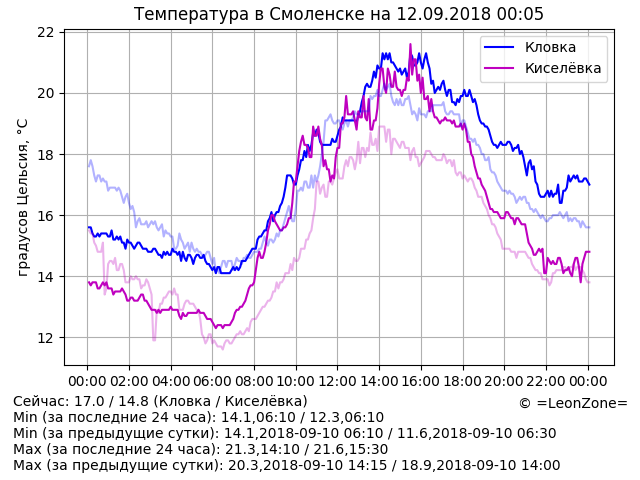 Температура в Смоленске на 12.09.2018 00:05
Кловка
Киселёвка
градусов Цельсия, °C
22
20
18
16
14
12
00:00 02:00 04:00 06:00 08:00 10:00 12:00 14:00 16:00 18:00 20:00 22:00 00:00
Сейчас: 17.0 / 14.8 (Кловка / Киселёвка)
© =LeonZone=
Min (за последние 24 часа): 14.1,06:10 / 12.3,06:10
Min (за предыдущие сутки): 14.1,2018-09-10 06:10 / 11.6,2018-09-10 06:30
Max (за последние 24 часа): 21.3,14:10 / 21.6,15:30
Max (за предыдущие сутки): 20.3,2018-09-10 14:15 / 18.9,2018-09-10 14:00